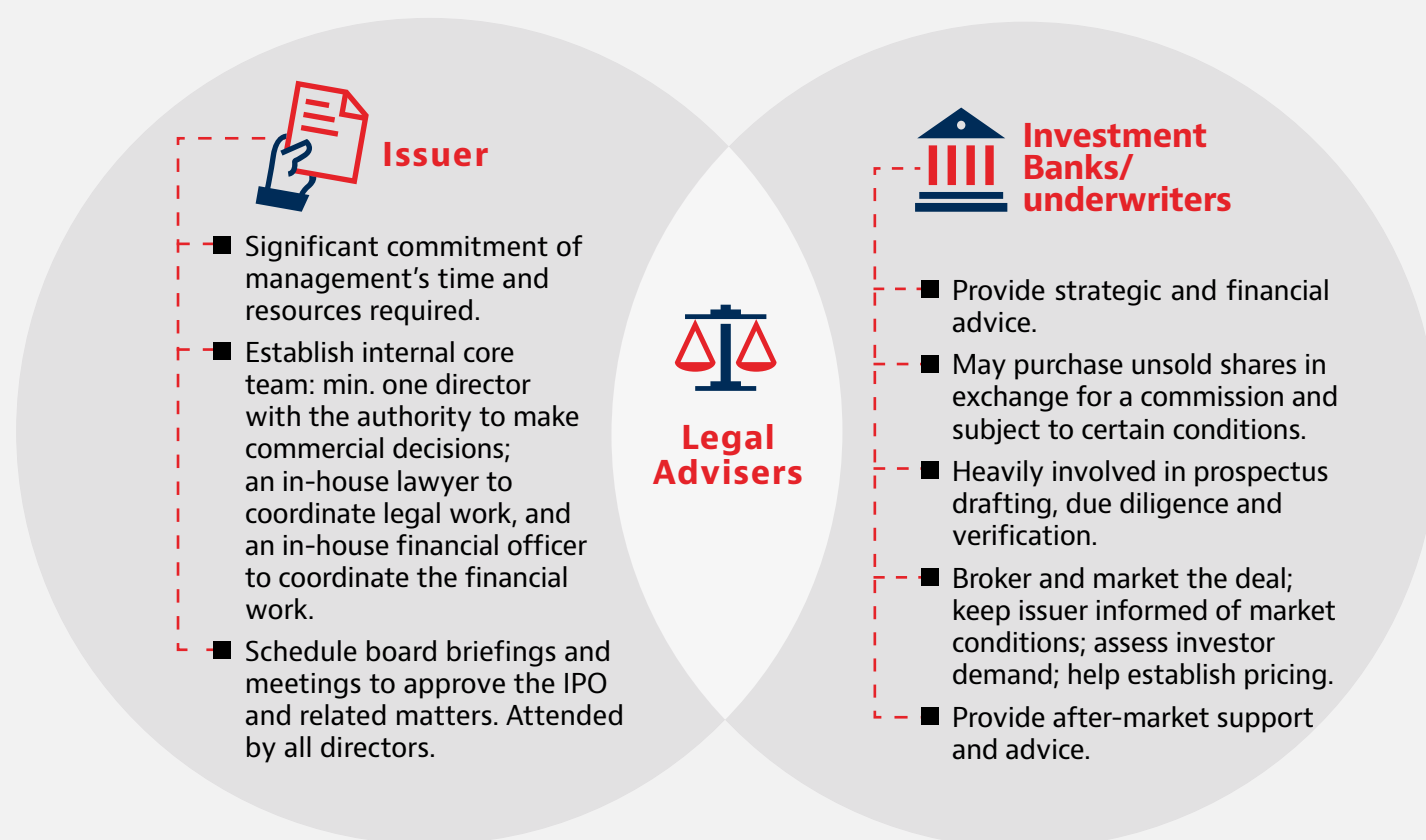 Issuer
Significant commitment of
management's time and
resources required.
Establish internal core
team: min. one director
with the authority to make
commercial decisions;
an in-house lawyer to
coordinate legal work, and
an in-house financial officer
to coordinate the financial
work.
Schedule board briefings and
meetings to approve the IPO
and related matters. Attended
by all directors.
Legal
Advisers
Investment
Banks/
underwriters
Provide strategic and financial
advice.
May purchase unsold shares in
exchange for a commission and
subject to certain conditions.
Heavily involved in prospectus
drafting, due diligence and
verification.
Broker and market the deal;
keep issuer informed of market
conditions; assess investor
demand; help establish pricing.
Provide after-market support
and advice.